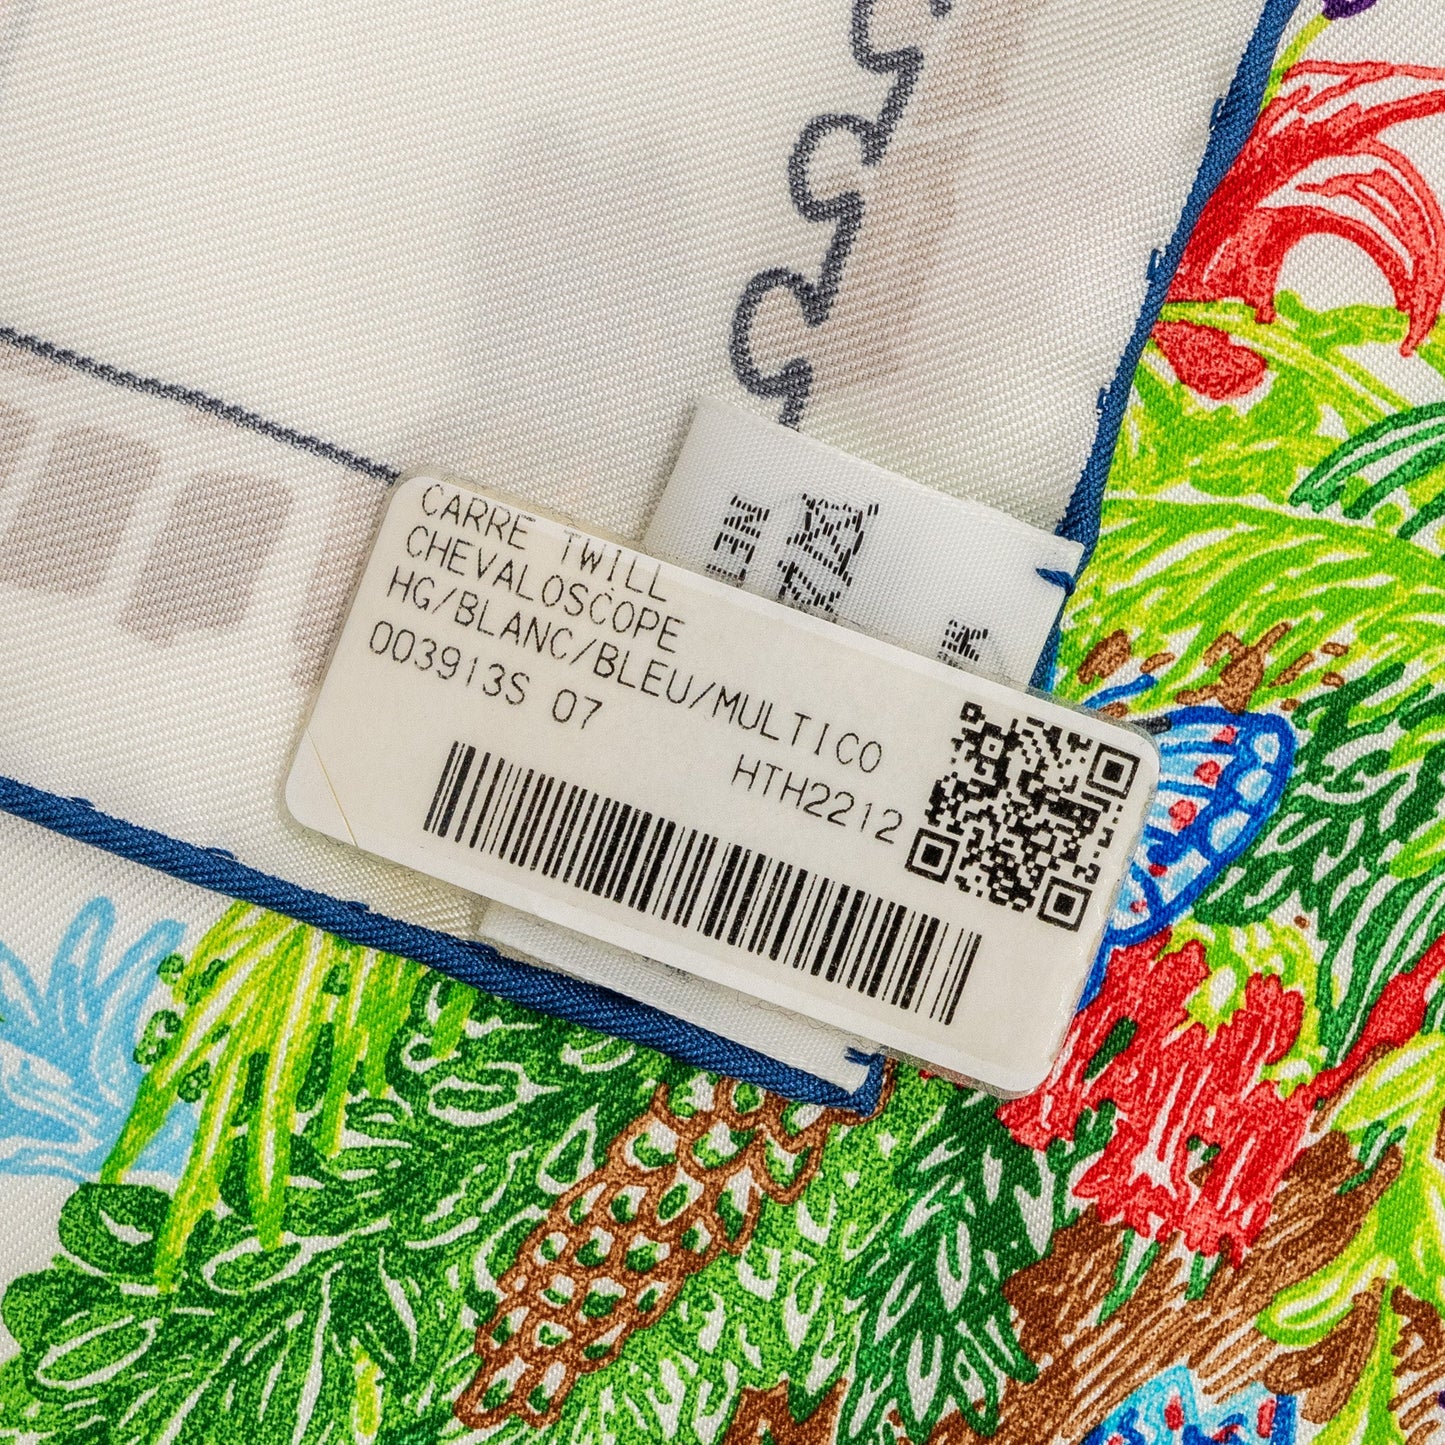 CARRE TWILL
CHEVALOSCOPE
HG/BLANC/BLEU/MULTICO
003913S 07
HTH2212